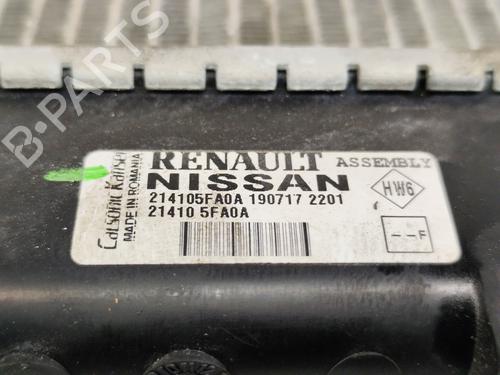 B-PARTS
RENAULT ASSEMBLY
NISSAN
214105FA0A 190717 2201
21410 5FA0A
Calsonic Kansei
MADE IN ROMANIA
HW6
--F